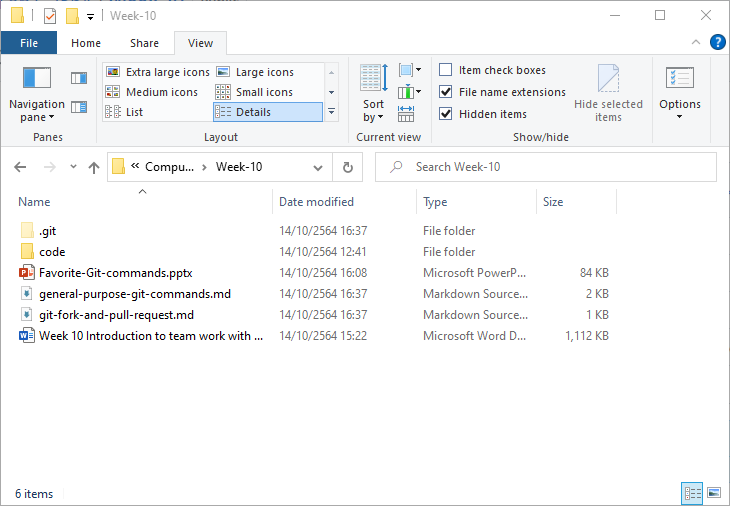 Week-10
File Home Share View
Navigation pane
Extra large icons Large icons
Medium icons Small icons
List Details
Sort by
Item check boxes
File name extensions
Hidden items
Hide selected items
Options
Panes Layout Current view Show/hide
« Compu... > Week-10
Search Week-10
Name Date modified Type Size
.git 14/10/2564 16:37 File folder
code 14/10/2564 12:41 File folder
Favorite-Git-commands.pptx 14/10/2564 16:08 Microsoft PowerP... 84 KB
general-purpose-git-commands.md 14/10/2564 16:37 Markdown Source... 2 KB
git-fork-and-pull-request.md 14/10/2564 16:37 Markdown Source... 1 KB
Week 10 Introduction to team work with ... 14/10/2564 15:22 Microsoft Word D... 1,112 KB
6 items